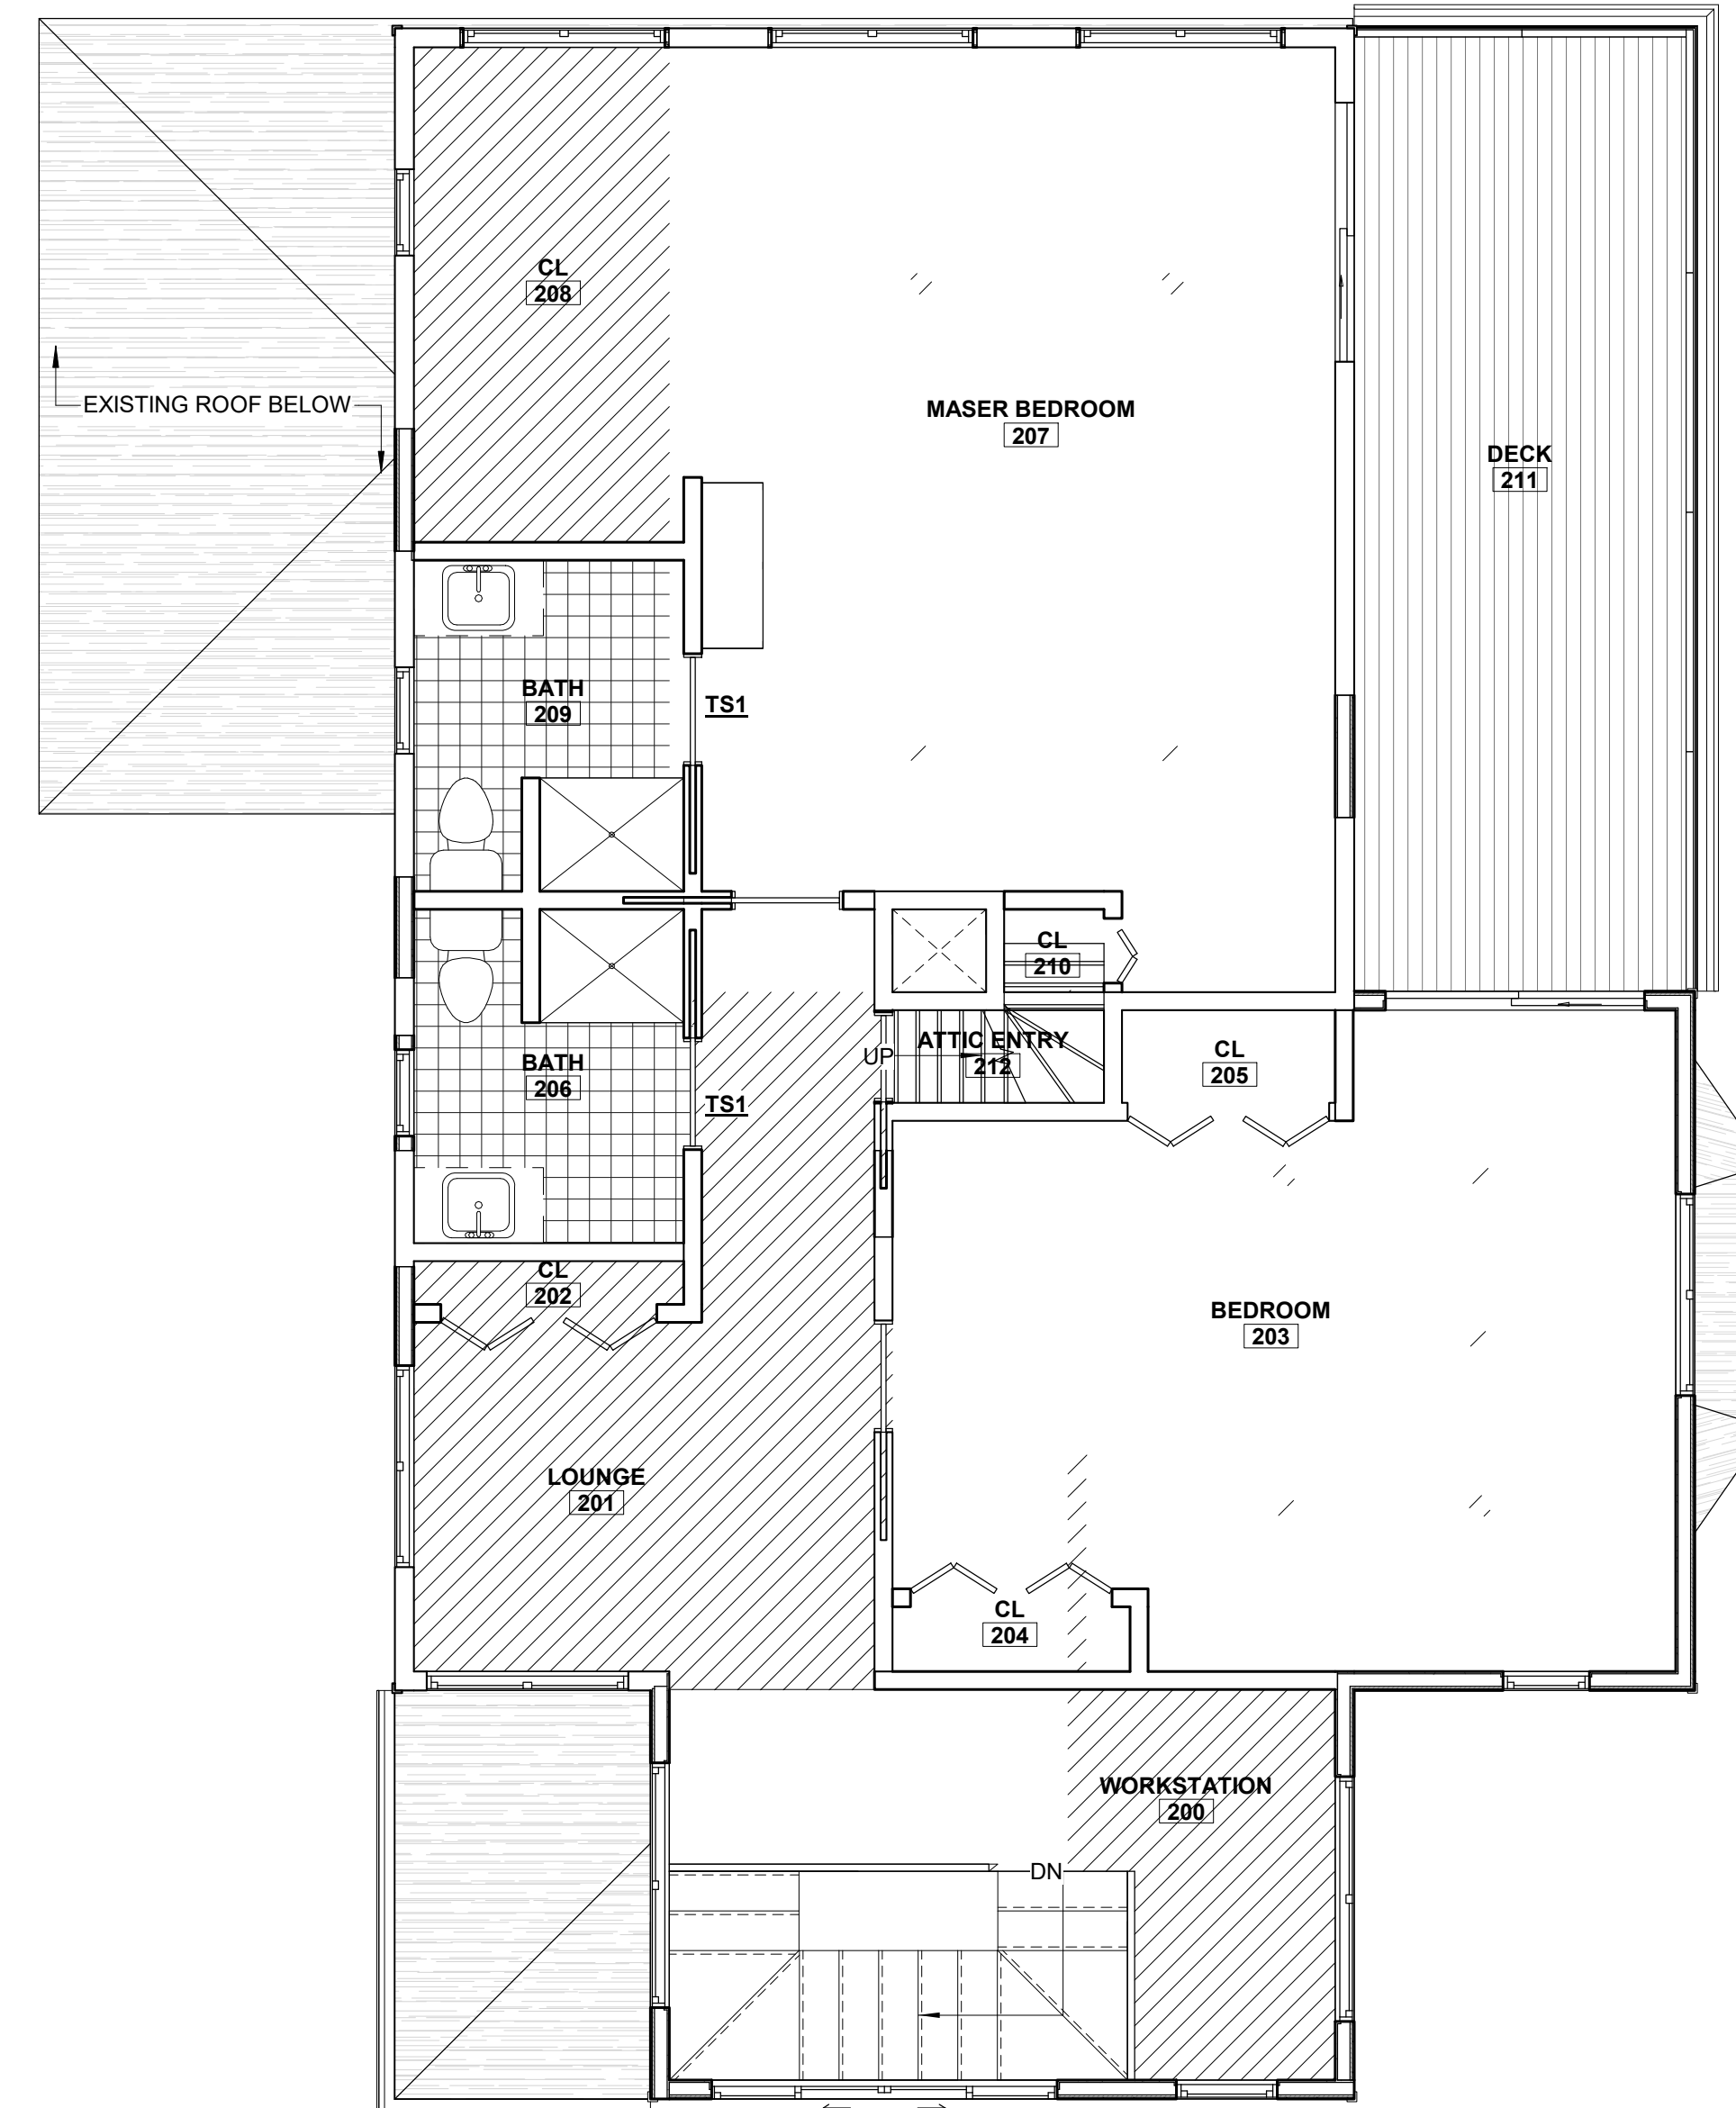 CL
208
EXISTING ROOF BELOW
MASER BEDROOM
207
DECK
211
BATH
209
TS1
CL
210
ATTIC ENTRY
212
UP
CL
205
BATH
206
TS1
CL
202
BEDROOM
203
LOUNGE
201
CL
204
WORKSTATION
200
DN